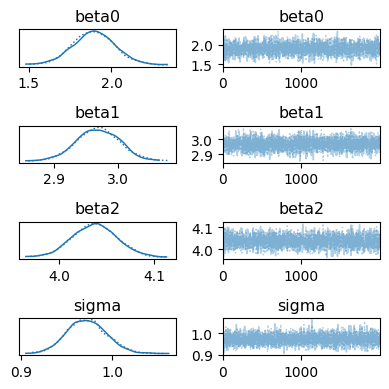 beta0 beta0
2.0
1.5
1.5 2.0 0 1000
beta1 beta1
3.0
2.9
2.9 3.0 0 1000
beta2 beta2
4.1
4.0
4.0 4.1 0 1000
sigma sigma
1.0
0.9
0.9 1.0 0 1000